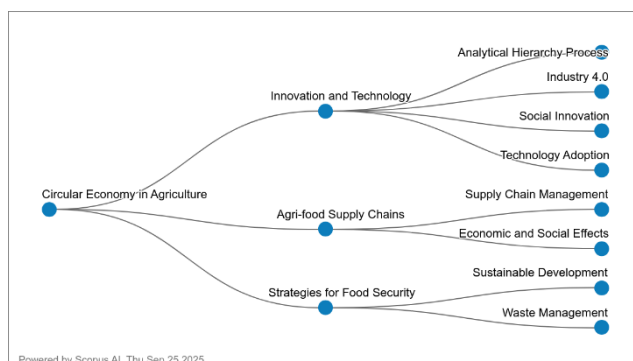 Analytical Hierarchy Process
Industry 4.0
Innovation and Technology
Social Innovation
Technology Adoption
Circular Economy in Agriculture
Supply Chain Management
Agri-food Supply Chains
Economic and Social Effects
Sustainable Development
Strategies for Food Security
Waste Management
Powered by Scopus AI, Thu Sep 25 2025